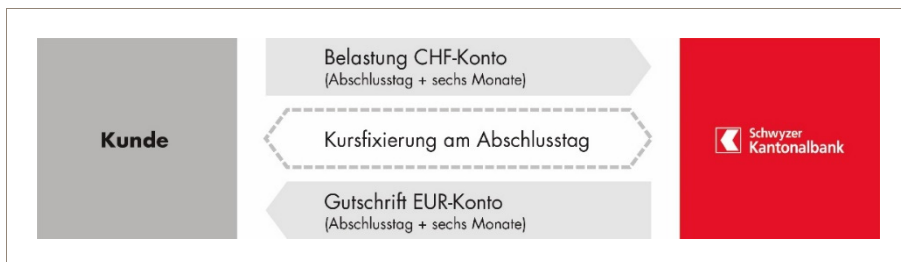 Kunde
Belastung CHF-Konto
(Abschlusstag + sechs Monate)
Kursfixierung am Abschlusstag
Gutschrift EUR-Konto
(Abschlusstag + sechs Monate)
Schwyzer
Kantonalbank